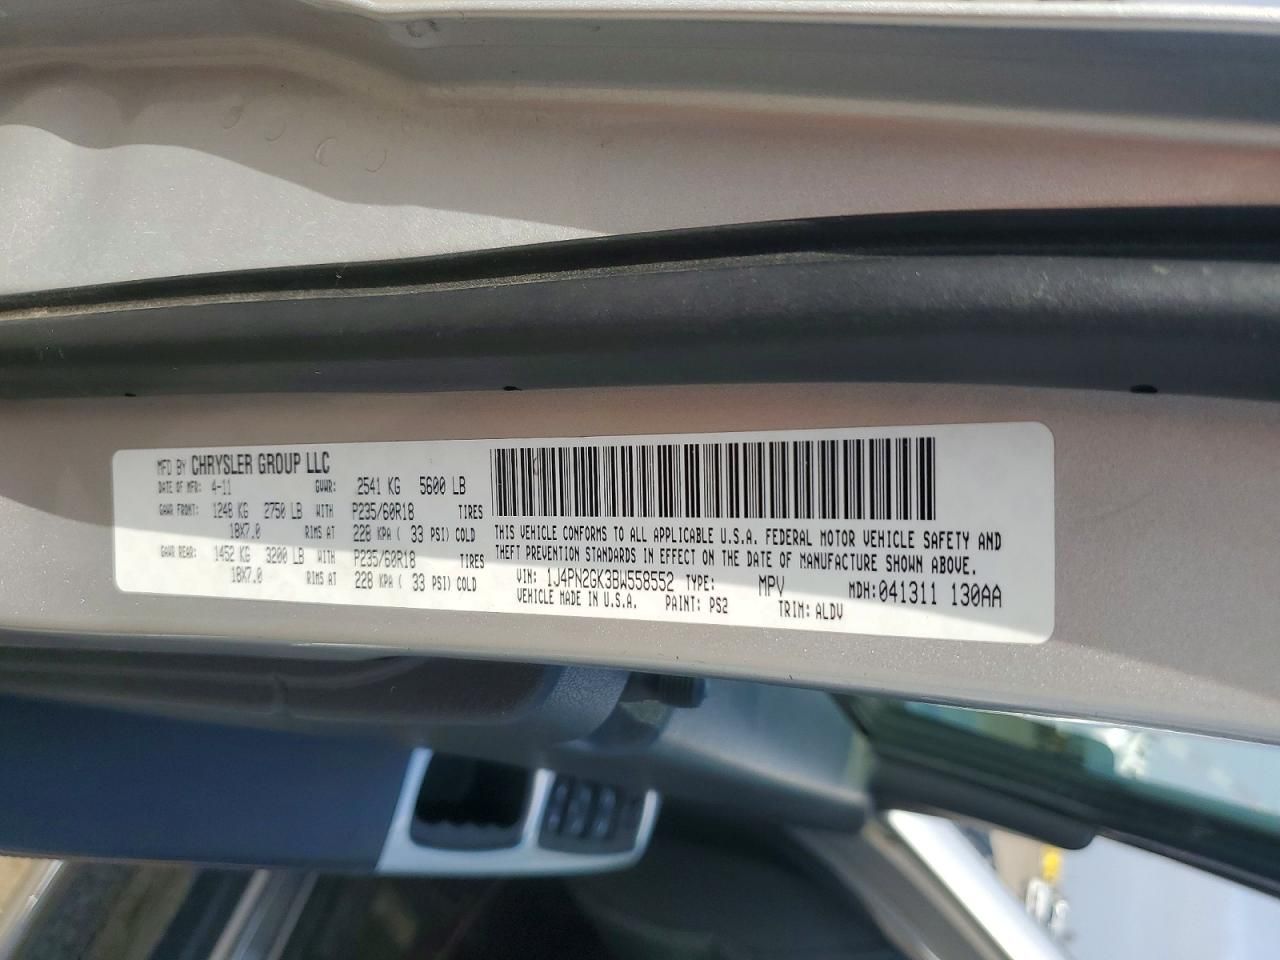 MFD BY CHRYSLER GROUP LLC
DATE OF MFR: 4-11 GVWR: 2541 KG 5600 LB
GAWR FRONT: 1248 KG 2750 LB WITH P235/60R18 TIRES
18X7.0 RIMS AT 228 KPA ( 33 PSI) COLD
GAWR REAR: 1452 KG 3200 LB WITH P235/60R18 TIRES
18X7.0 RIMS AT 228 KPA ( 33 PSI) COLD
THIS VEHICLE CONFORMS TO ALL APPLICABLE U.S.A. FEDERAL MOTOR VEHICLE SAFETY AND
THEFT PREVENTION STANDARDS IN EFFECT ON THE DATE OF MANUFACTURE SHOWN ABOVE.
VIN: 1J4PN2GK3BW558552 TYPE: MPV MDH:041311 130AA
VEHICLE MADE IN U.S.A. PAINT: PS2 TRIM: ALDV